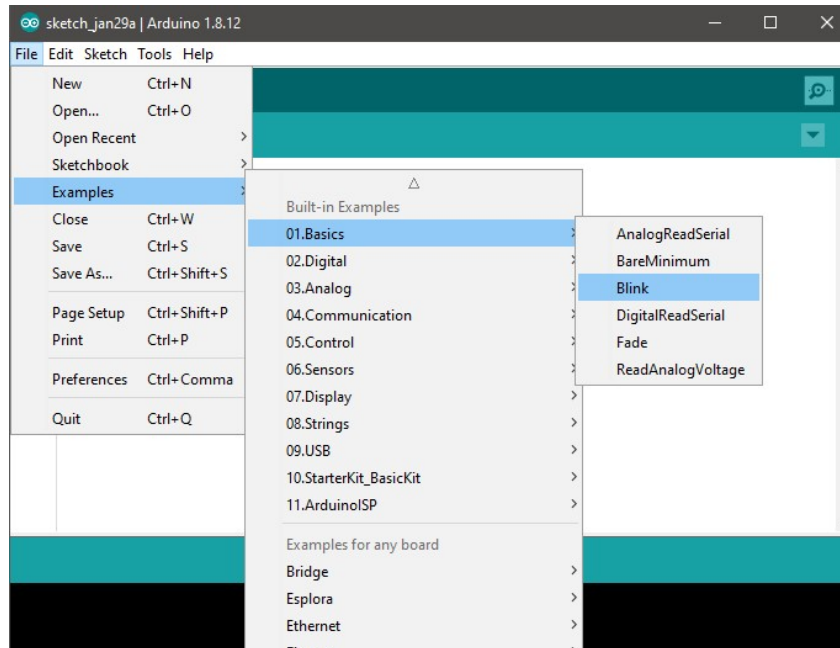 sketch_jan29a | Arduino 1.8.12
File Edit Sketch Tools Help
New Ctrl+N
Open... Ctrl+O
Open Recent
Sketchbook
Examples
Close Ctrl+W
Save Ctrl+S
Save As... Ctrl+Shift+S
Page Setup Ctrl+Shift+P
Print Ctrl+P
Preferences Ctrl+Comma
Quit Ctrl+Q
Built-in Examples
01.Basics
02.Digital
03.Analog
04.Communication
05.Control
06.Sensors
07.Display
08.Strings
09.USB
10.StarterKit_BasicKit
11.ArduinoISP
Examples for any board
Bridge
Esplora
Ethernet
AnalogReadSerial
BareMinimum
Blink
DigitalReadSerial
Fade
ReadAnalogVoltage